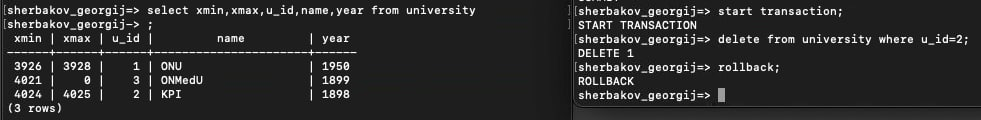 [sherbakov_georgij=> select xmin,xmax,u_id,name,year from university
[sherbakov_georgij-> ;
xmin | xmax | u_id | name | year
------+------+------+-------------------------+------
3926 | 3928 | 1 | ONU | 1950
4021 | 0 | 3 | ONMedU | 1899
4024 | 4025 | 2 | KPI | 1898
(3 rows)
[sherbakov_georgij=> start transaction;
START TRANSACTION
[sherbakov_georgij=> delete from university where u_id=2;
DELETE 1
[sherbakov_georgij=> rollback;
ROLLBACK
sherbakov_georgij=>